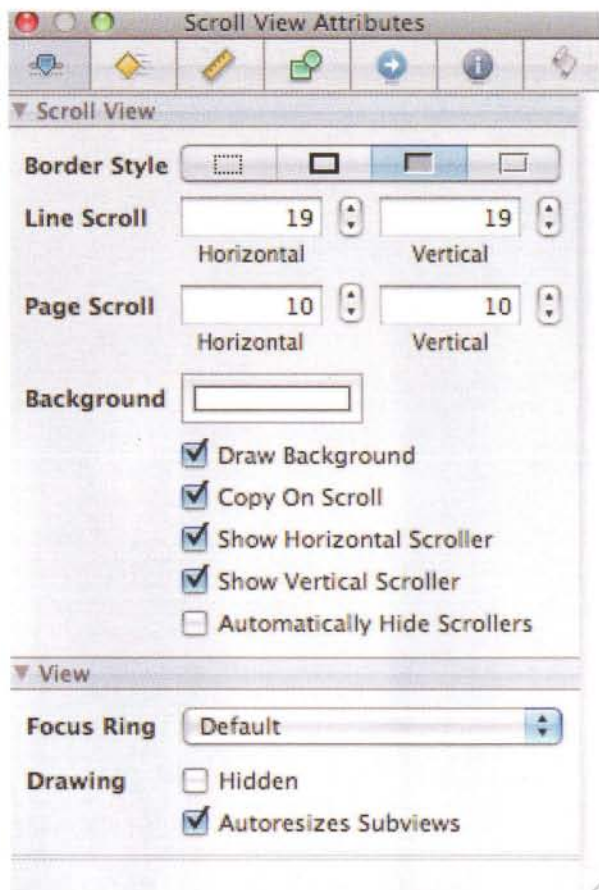 Scroll View Attributes
Scroll View
Border Style
Line Scroll 19 19
Horizontal Vertical
Page Scroll 10 10
Horizontal Vertical
Background
Draw Background
Copy On Scroll
Show Horizontal Scroller
Show Vertical Scroller
Automatically Hide Scrollers
View
Focus Ring Default
Drawing Hidden
Autoresizes Subviews